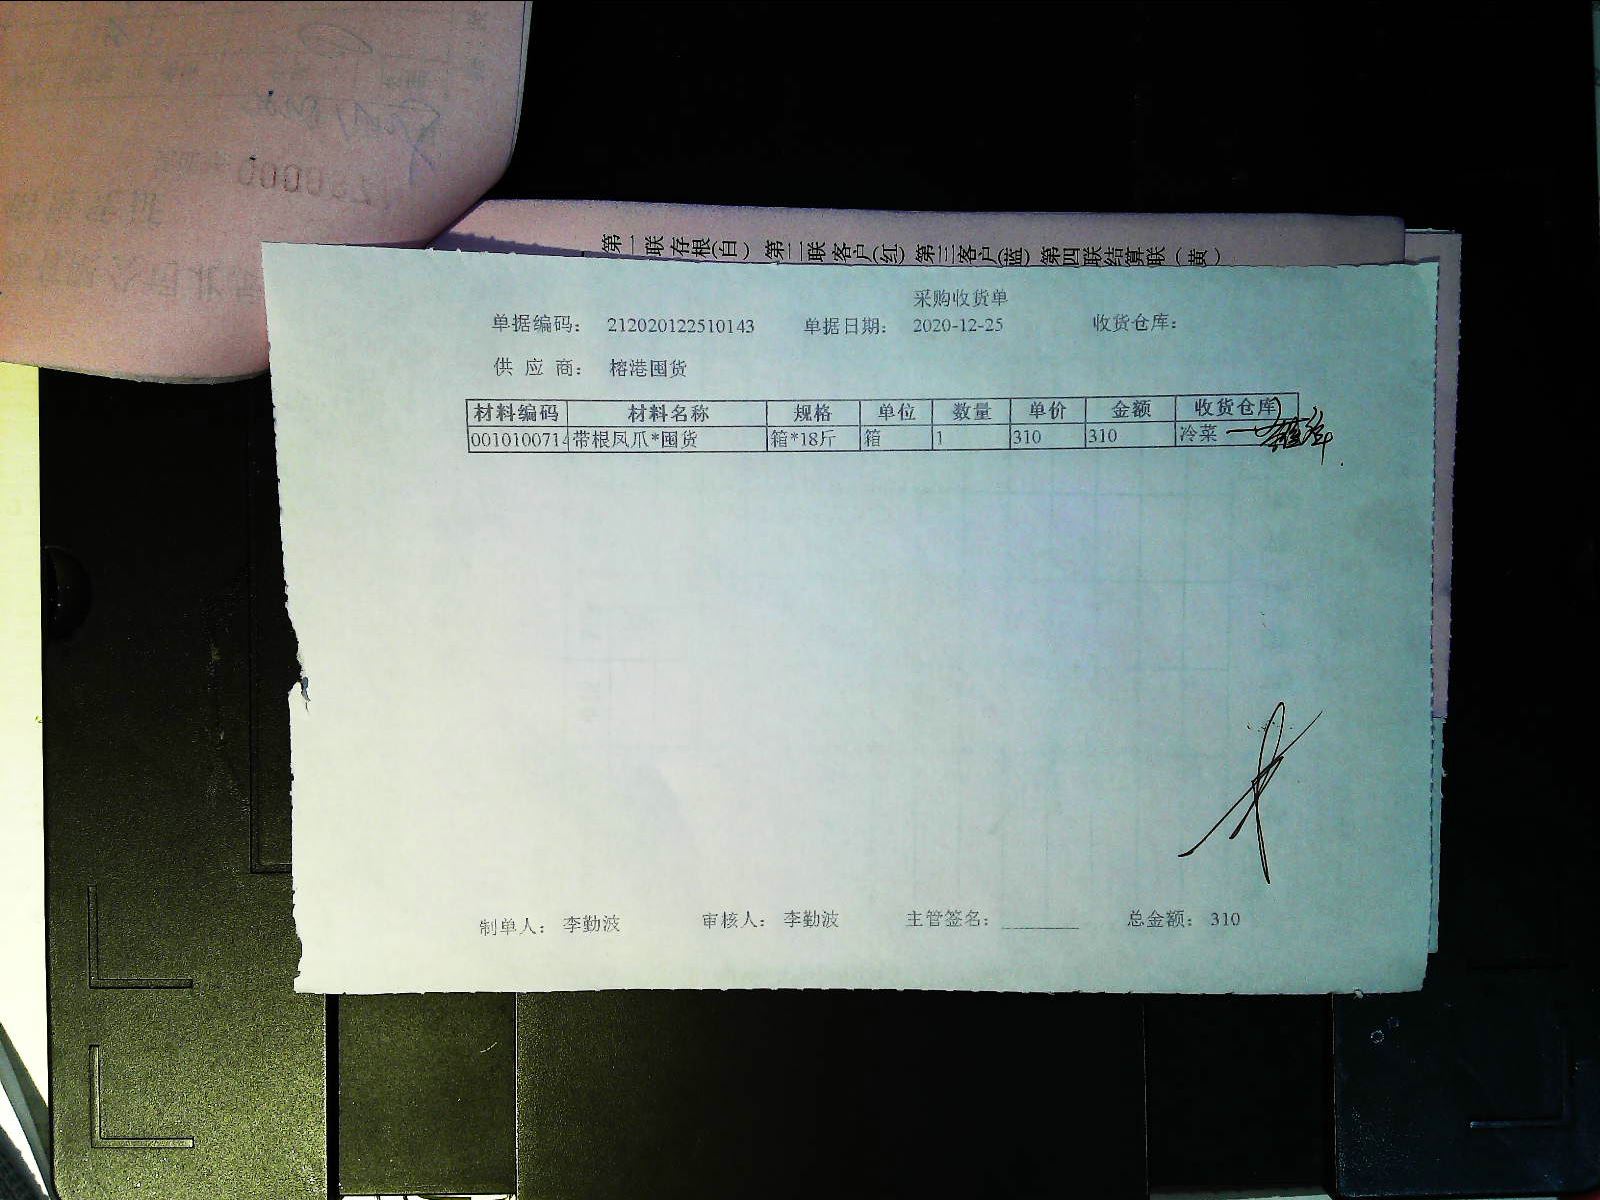 第一联存根(白) 第二联客户(红) 第三客户(蓝) 第四联结算联(黄)
采购收货单
单据编码: 212020122510143 单据日期: 2020-12-25 收货仓库:
供 应 商: 榕港囤货
材料编码 材料名称 规格 单位 数量 单价 金额 收货仓库
0010100714 带根凤爪*囤货 箱*18斤 箱 1 310 310 冷菜
制单人: 李勤波 审核人: 李勤波 主管签名: 总金额: 310